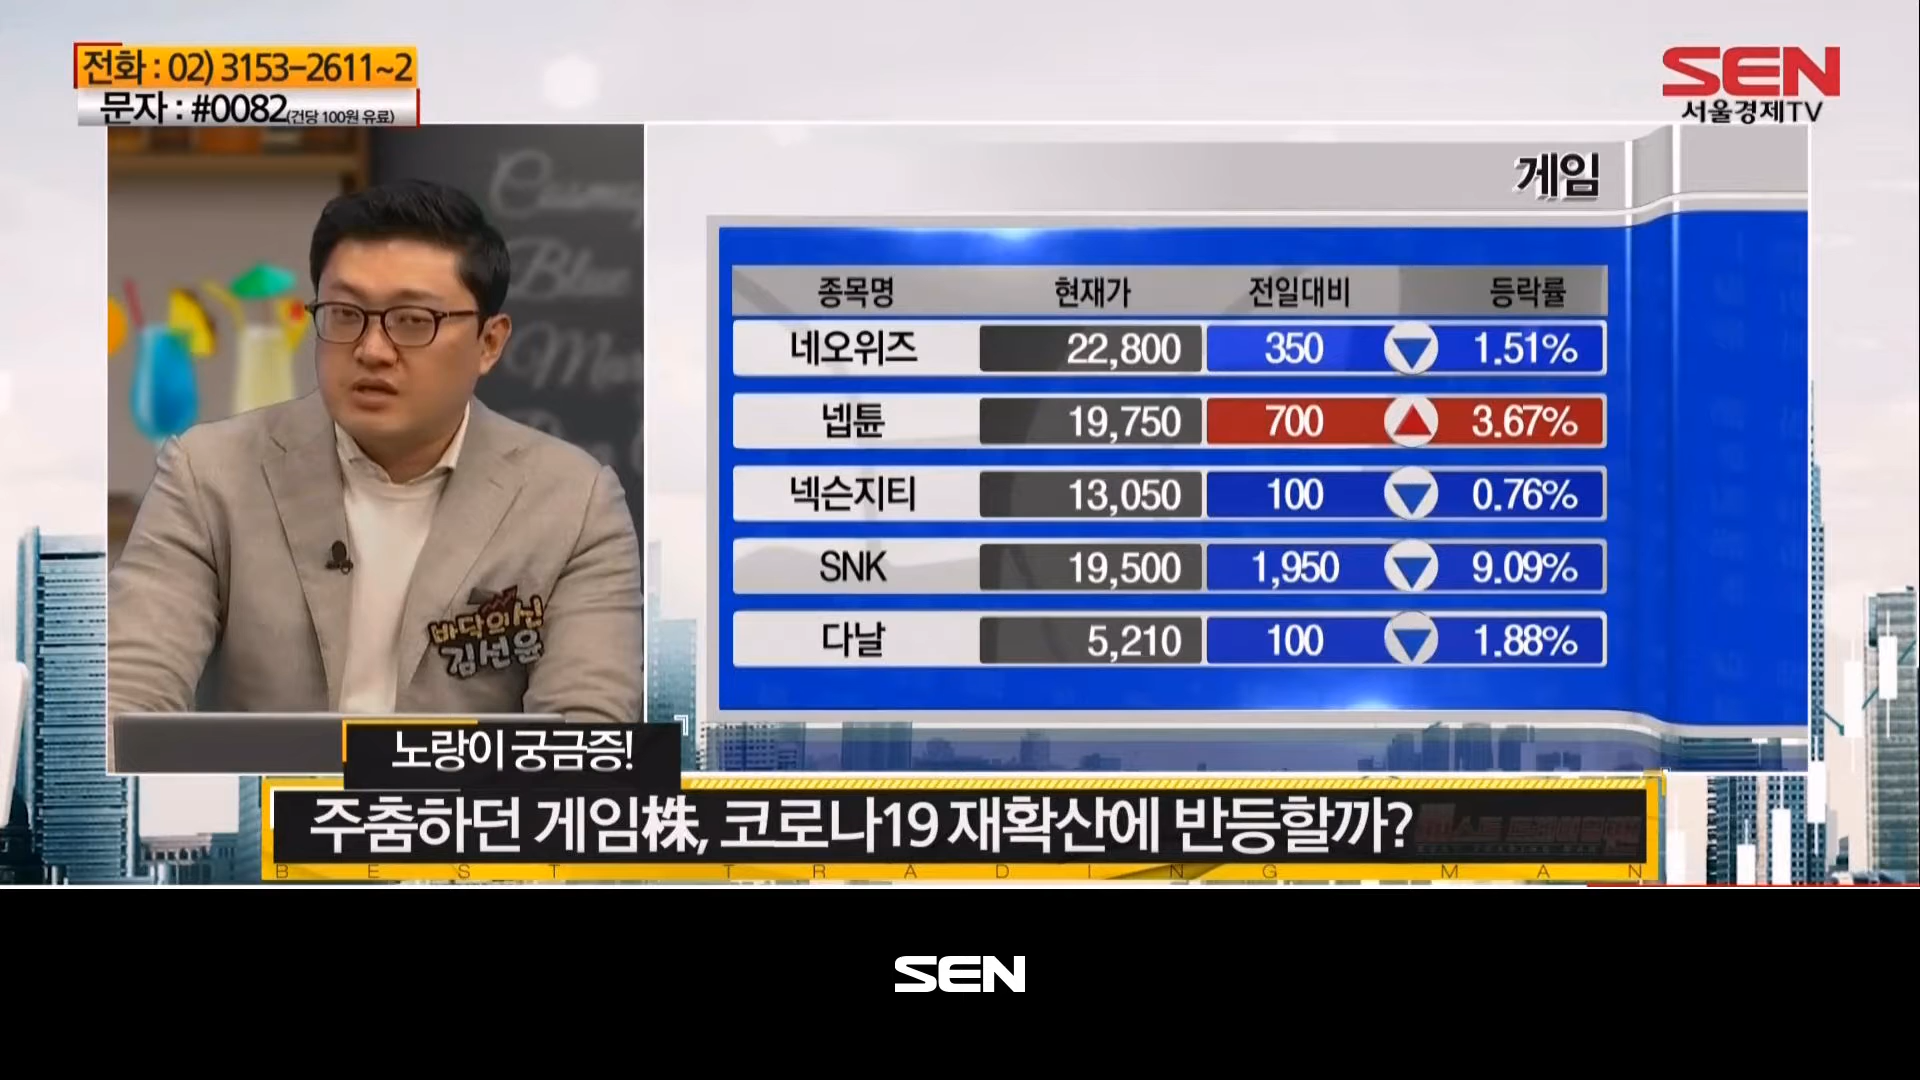 전화 : 02) 3153-2611~2
문자 : #0082(건당 100원 유료)
SEN
서울경제TV
게임
종목명 현재가 전일대비 등락률
네오위즈 22,800 350 ▼ 1.51%
넵튠 19,750 700 ▲ 3.67%
넥슨지티 13,050 100 ▼ 0.76%
SNK 19,500 1,950 ▼ 9.09%
다날 5,210 100 ▼ 1.88%
바닥의신
김선윤
노랑이 궁금증!
주춤하던 게임株, 코로나19 재확산에 반등할까?
BEST TRADING MAN
SEN